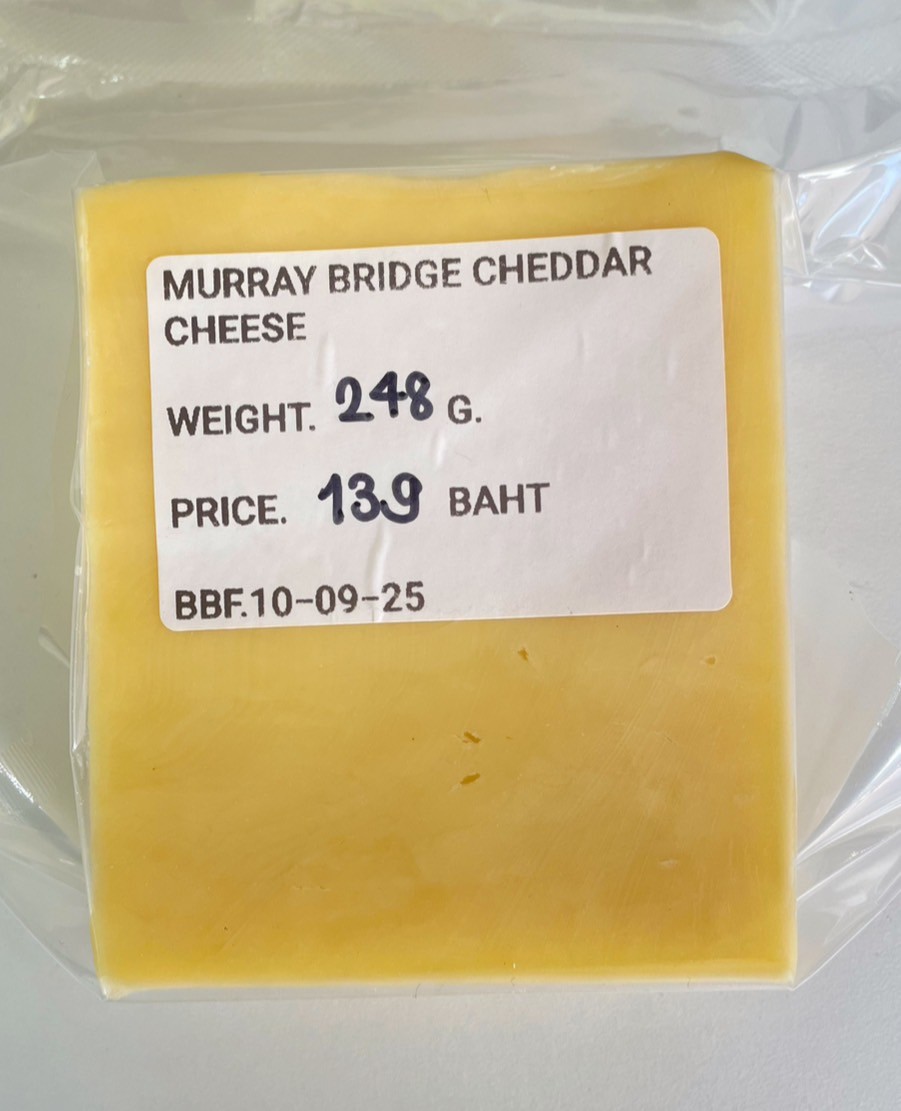 MURRAY BRIDGE CHEDDAR
CHEESE
WEIGHT. 248 G.
PRICE. 139 BAHT
BBF.10-09-25